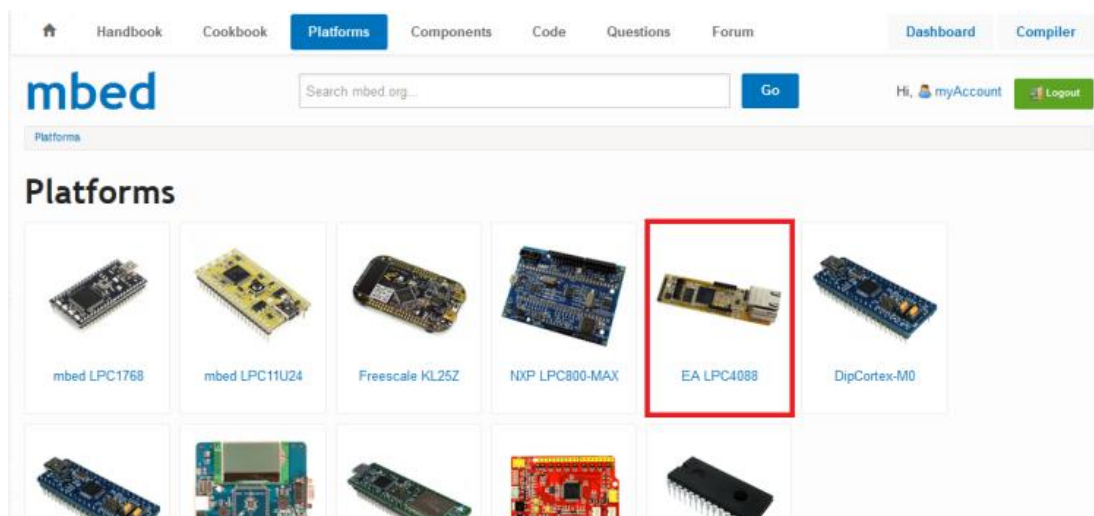 Handbook Cookbook Platforms Components Code Questions Forum Dashboard Compiler
mbed Search mbed.org... Go Hi, myAccount Logout
Platforms
Platforms
mbed LPC1768 mbed LPC11U24 Freescale KL25Z NXP LPC800-MAX EA LPC4088 DipCortex-M0